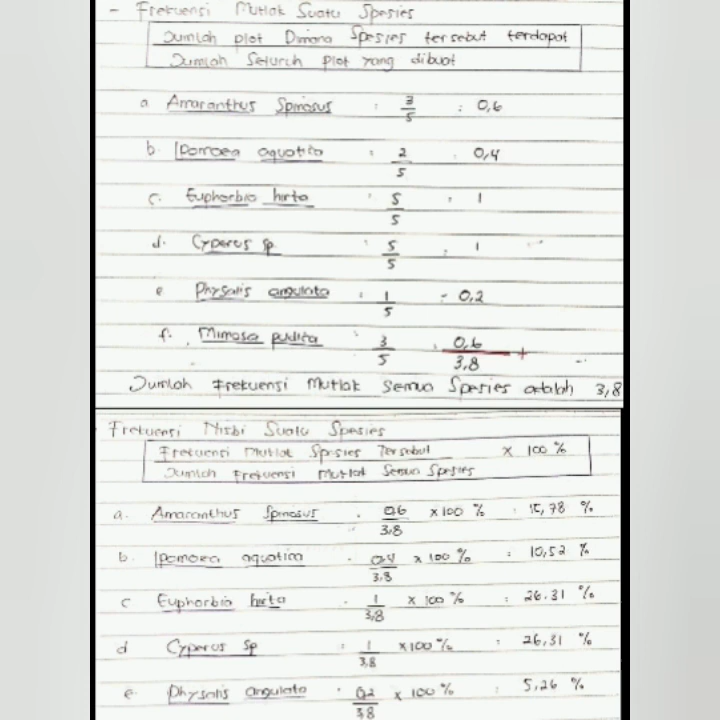 - Frekuensi Mutlak Suatu Spesies
Jumlah plot Dimana Spesies tersebut terdapat
Jumlah Seluruh Plot yang dibuat
a Amaranthus Spinosus : 3/5 : 0,6
b. Ipomoea aquatica : 2/5 : 0,4
c. Euphorbia hirta : 5/5 : 1
d. Cyperus sp : 5/5 : 1
e Physalis angulata : 1/5 = 0,2
f. Mimosa pudica : 3/5 : 0,6 +
3,8
Jumlah Frekuensi Mutlak Semua Spesies adalah 3,8
Frekuensi Nisbi Suatu Spesies
Frekuensi Mutlak Spesies Tersebut x 100 %
Jumlah Frekuensi Mutlak Semua Spesies
a. Amaranthus Spinosus : 0,6/3,8 x 100 % : 15,78 %
b. Ipomoea aquatica : 0,4/3,8 x 100 % : 10,52 %
c Euphorbia hirta : 1/3,8 x 100 % : 26.31 %
d Cyperus Sp : 1/3,8 x 100 % : 26,31 %
e. Physalis angulata : 0,2/3,8 x 100 % : 5,26 %